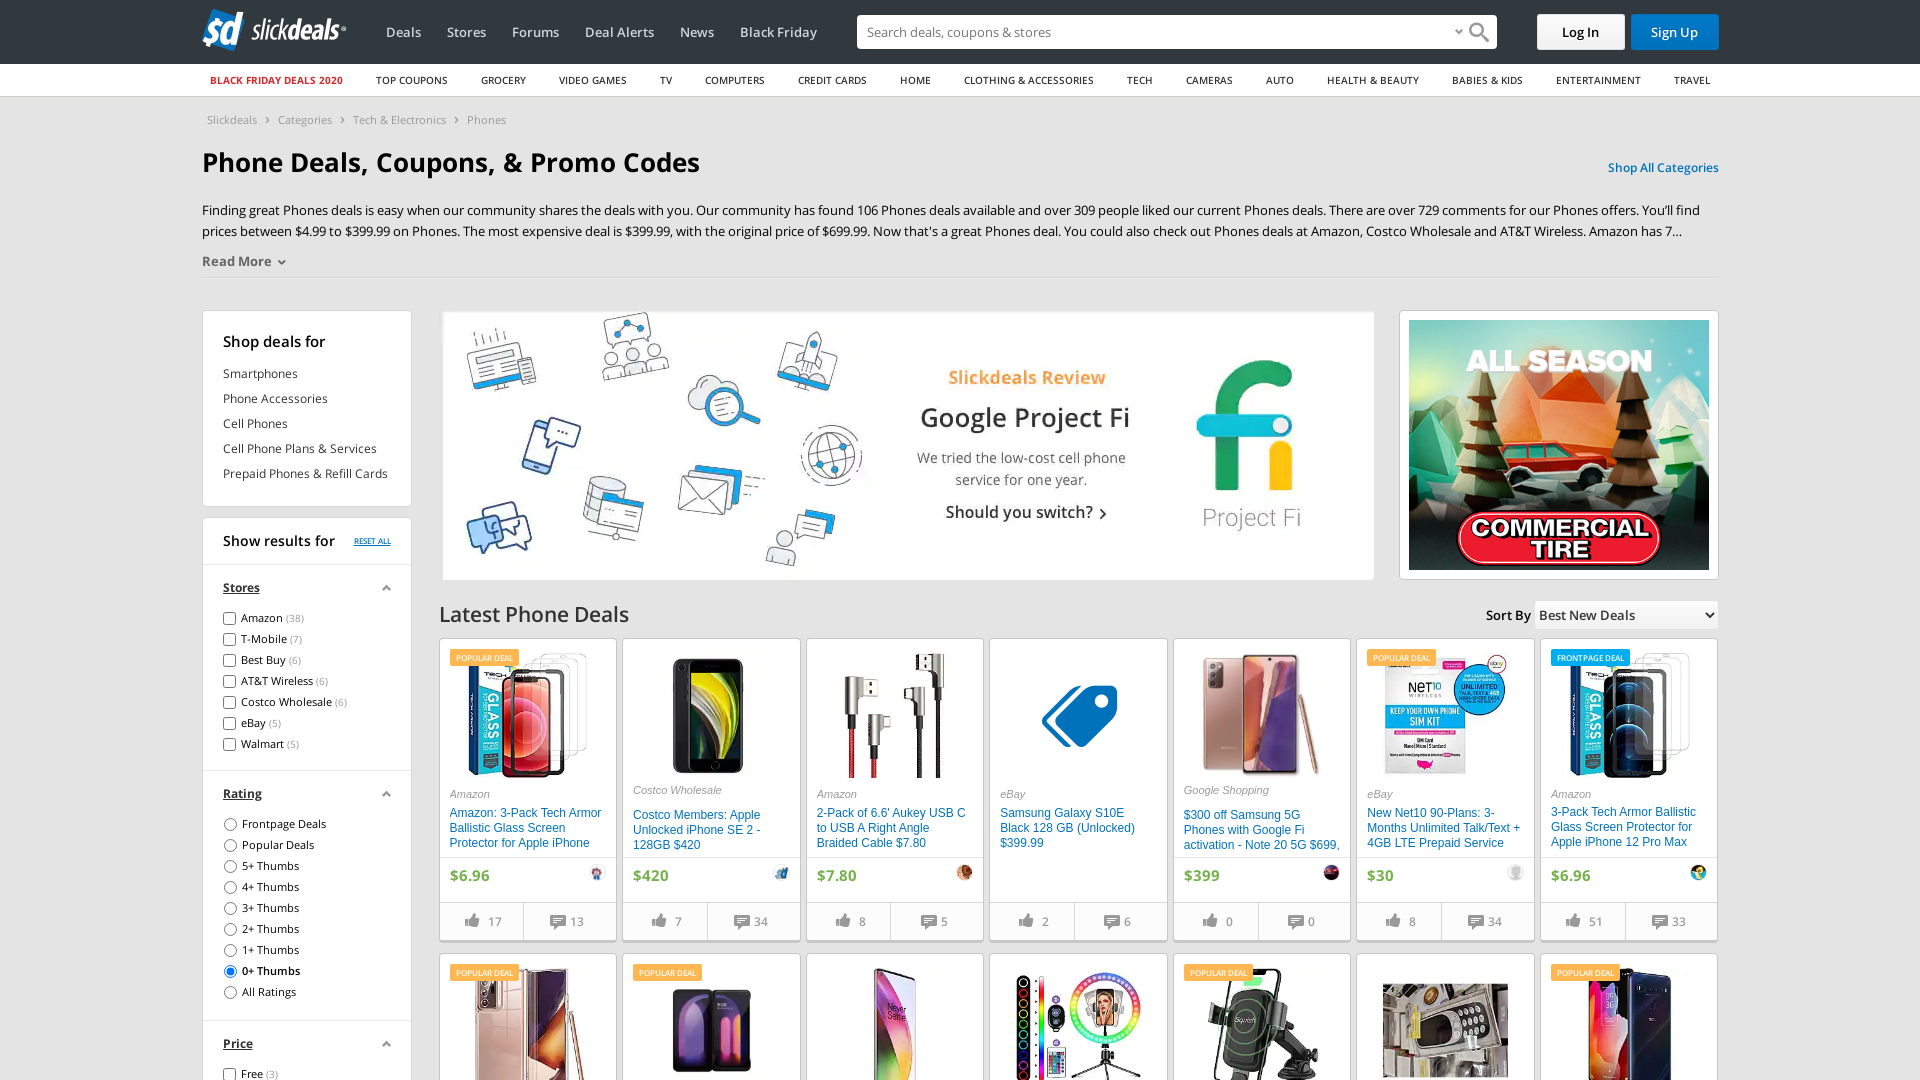 sd slickdeals
Deals
Stores
Forums
Deal Alerts
News
Black Friday
Search deals, coupons & stores
Log In
Sign Up
BLACK FRIDAY DEALS 2020
TOP COUPONS
GROCERY
VIDEO GAMES
TV
COMPUTERS
CREDIT CARDS
HOME
CLOTHING & ACCESSORIES
TECH
CAMERAS
AUTO
HEALTH & BEAUTY
BABIES & KIDS
ENTERTAINMENT
TRAVEL
Slickdeals > Categories > Tech & Electronics > Phones
Phone Deals, Coupons, & Promo Codes
Shop All Categories
Finding great Phones deals is easy when our community shares the deals with you. Our community has found 106 Phones deals available and over 309 people liked our current Phones deals. There are over 729 comments for our Phones offers. You'll find
prices between $4.99 to $399.99 on Phones. The most expensive deal is $399.99, with the original price of $699.99. Now that's a great Phones deal. You could also check out Phones deals at Amazon, Costco Wholesale and AT&T Wireless. Amazon has 7…
Read More
Shop deals for
Smartphones
Phone Accessories
Cell Phones
Cell Phone Plans & Services
Prepaid Phones & Refill Cards
Show results for
RESET ALL
Stores
Amazon (38)
T-Mobile (7)
Best Buy (6)
AT&T Wireless (6)
Costco Wholesale (6)
eBay (5)
Walmart (5)
Rating
Frontpage Deals
Popular Deals
5+ Thumbs
4+ Thumbs
3+ Thumbs
2+ Thumbs
1+ Thumbs
0+ Thumbs
All Ratings
Price
Free (3)
Slickdeals Review
Google Project Fi
We tried the low-cost cell phone
service for one year.
Should you switch? >
Project Fi
ALL SEASON
COMMERCIAL
TIRE
Latest Phone Deals
Sort By
Best New Deals
POPULAR DEAL
Amazon
Amazon: 3-Pack Tech Armor
Ballistic Glass Screen
Protector for Apple iPhone
$6.96
17
13
Costco Wholesale
Costco Members: Apple
Unlocked iPhone SE 2 -
128GB $420
$420
7
34
Amazon
2-Pack of 6.6' Aukey USB C
to USB A Right Angle
Braided Cable $7.80
$7.80
8
5
eBay
Samsung Galaxy S10E
Black 128 GB (Unlocked)
$399.99
2
6
Google Shopping
$300 off Samsung 5G
Phones with Google Fi
activation - Note 20 5G $699,
$399
0
0
POPULAR DEAL
NET10
WIRELESS
UNLIMITED
KEEP YOUR OWN PHONE
SIM KIT
eBay
New Net10 90-Plans: 3-
Months Unlimited Talk/Text +
4GB LTE Prepaid Service
$30
8
34
FRONTPAGE DEAL
Amazon
3-Pack Tech Armor Ballistic
Glass Screen Protector for
Apple iPhone 12 Pro Max
$6.96
51
33
POPULAR DEAL
POPULAR DEAL
Never
Settle
POPULAR DEAL
Squish
POPULAR DEAL
TCL